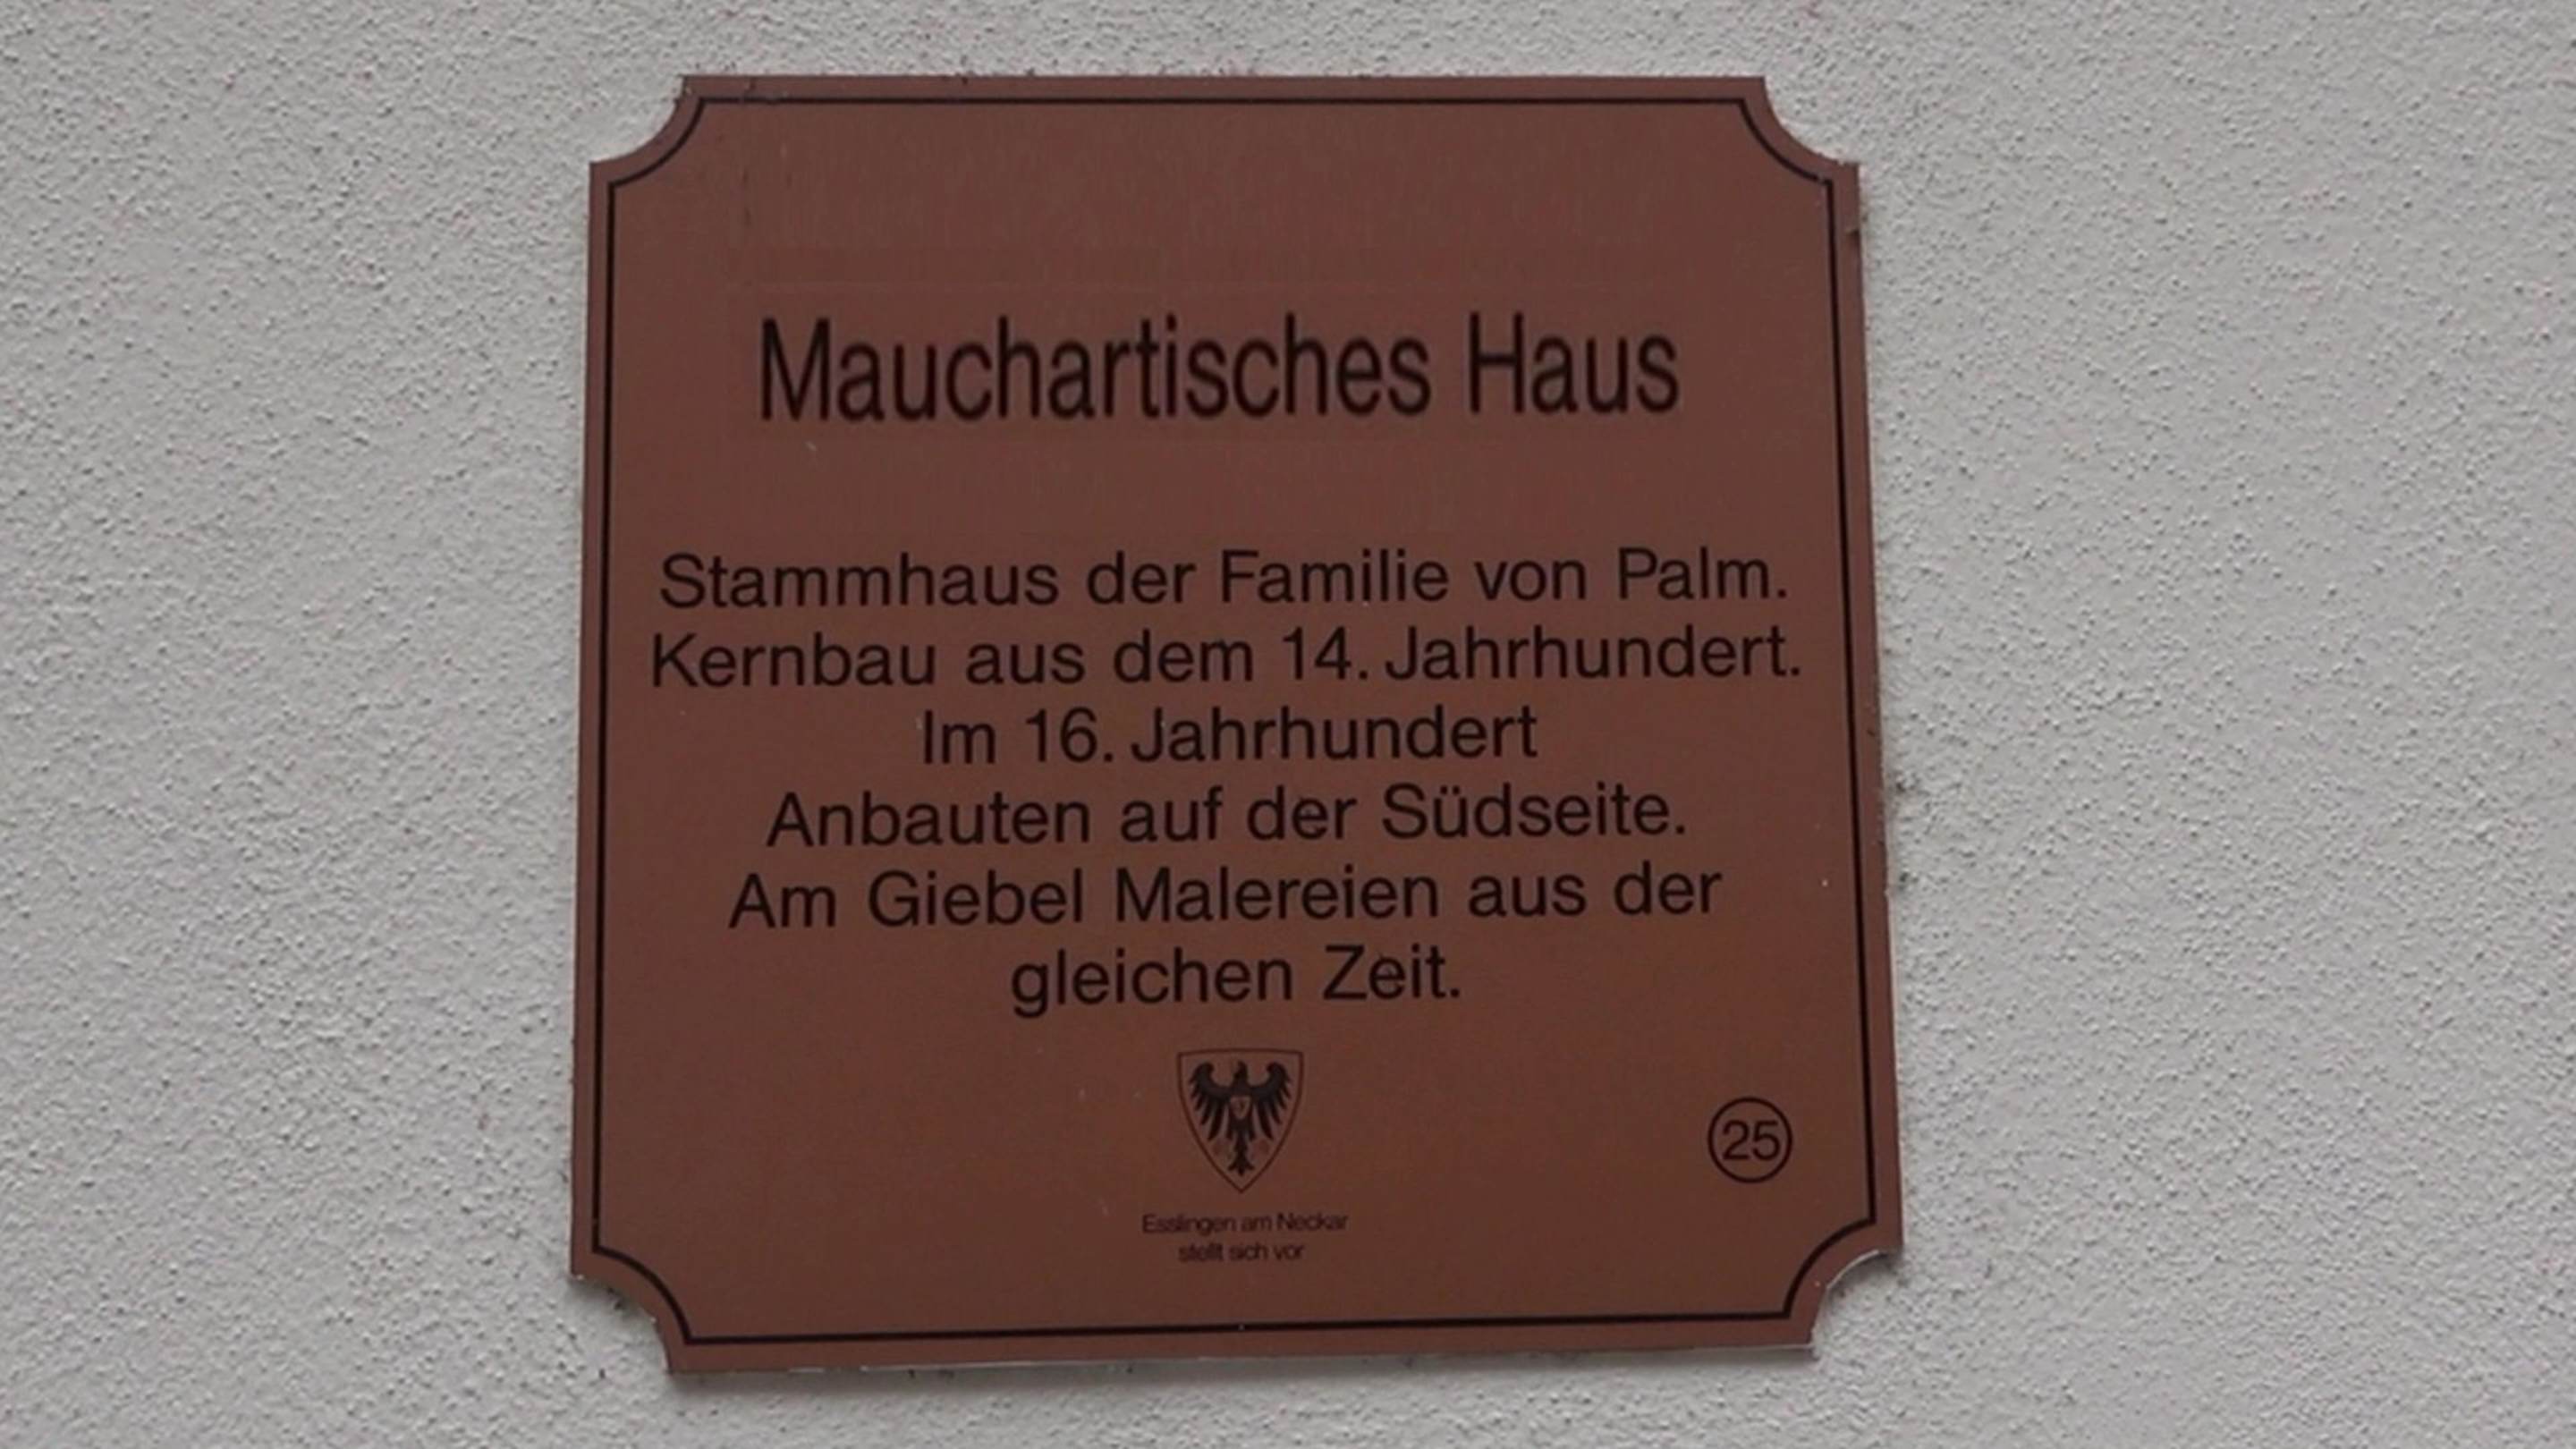 Mauchartisches Haus
Stammhaus der Familie von Palm.
Kernbau aus dem 14. Jahrhundert.
Im 16. Jahrhundert
Anbauten auf der Südseite.
Am Giebel Malereien aus der
gleichen Zeit.
25
Esslingen am Neckar
stellt sich vor